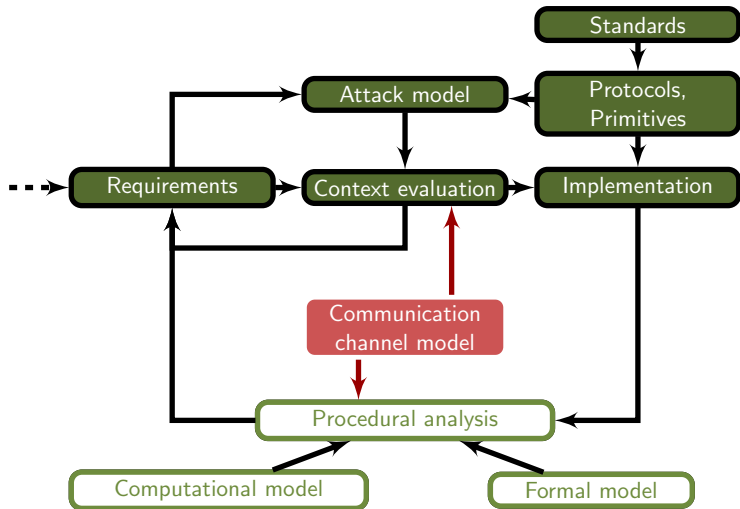 Standards
Attack model
Protocols,
Primitives
Requirements
Context evaluation
Implementation
Communication
channel model
Procedural analysis
Computational model
Formal model